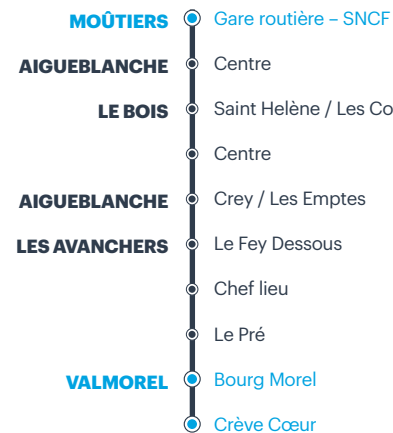 MOÛTIERS Gare routière – SNCF
AIGUEBLANCHE Centre
LE BOIS Saint Helène / Les Co
Centre
AIGUEBLANCHE Crey / Les Emptes
LES AVANCHERS Le Fey Dessous
Chef lieu
Le Pré
VALMOREL Bourg Morel
Crève Cœur